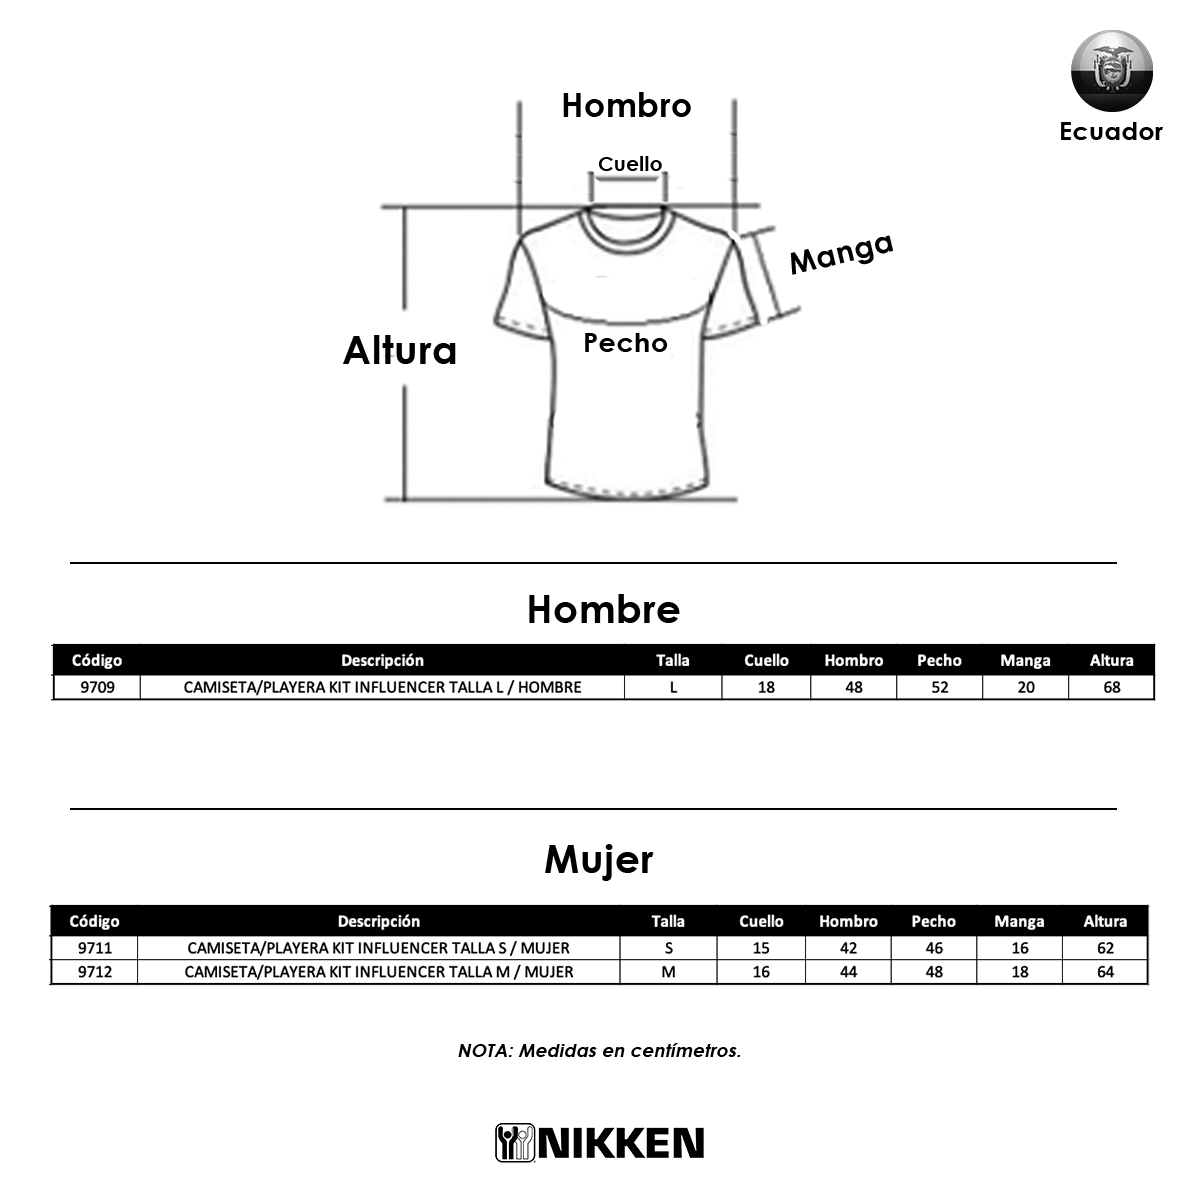 Ecuador
Hombro
Cuello
Manga
Altura
Pecho
Hombre
Código Descripción Talla Cuello Hombro Pecho Manga Altura
9709 CAMISETA/PLAYERA KIT INFLUENCER TALLA L / HOMBRE L 18 48 52 20 68
Mujer
Código Descripción Talla Cuello Hombro Pecho Manga Altura
9711 CAMISETA/PLAYERA KIT INFLUENCER TALLA S / MUJER S 15 42 46 16 62
9712 CAMISETA/PLAYERA KIT INFLUENCER TALLA M / MUJER M 16 44 48 18 64
NOTA: Medidas en centímetros.
NIKKEN